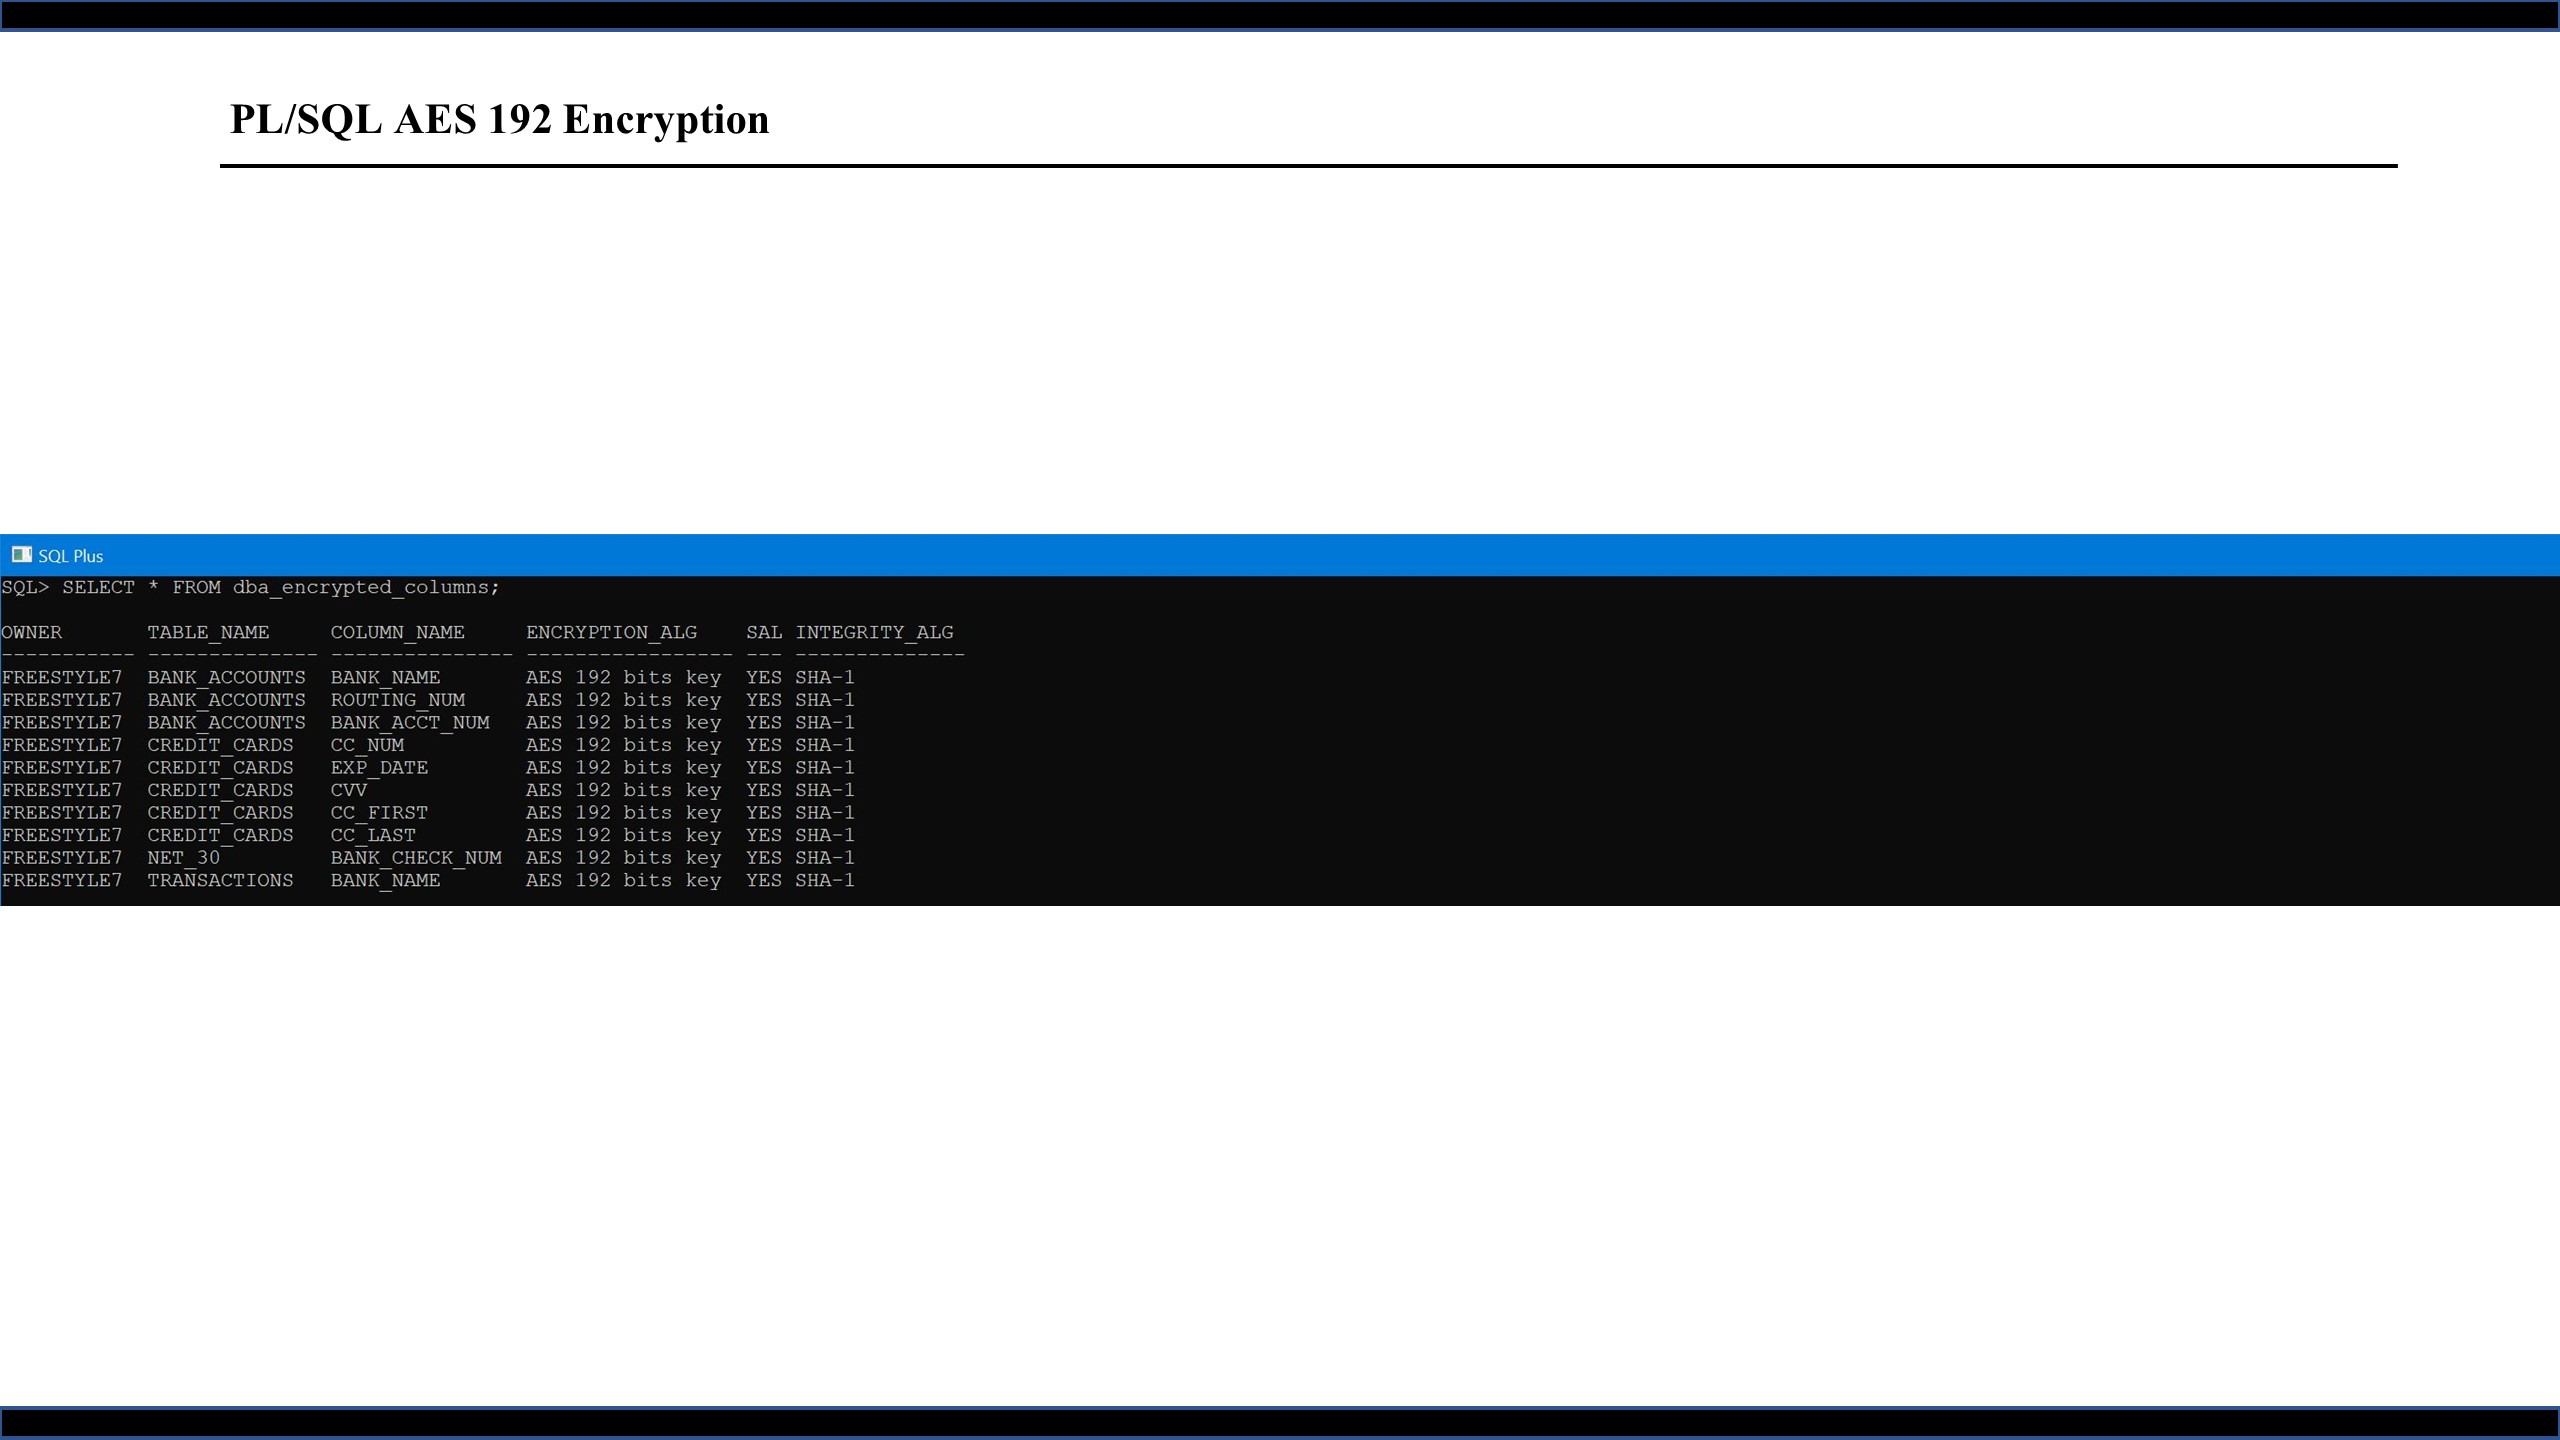 PL/SQL AES 192 Encryption
SQL Plus
SQL> SELECT * FROM dba_encrypted_columns;
OWNER TABLE_NAME COLUMN_NAME ENCRYPTION_ALG SAL INTEGRITY_ALG
----------- -------------- --------------- ----------------- --- --------------
FREESTYLE7 BANK_ACCOUNTS BANK_NAME AES 192 bits key YES SHA-1
FREESTYLE7 BANK_ACCOUNTS ROUTING_NUM AES 192 bits key YES SHA-1
FREESTYLE7 BANK_ACCOUNTS BANK_ACCT_NUM AES 192 bits key YES SHA-1
FREESTYLE7 CREDIT_CARDS CC_NUM AES 192 bits key YES SHA-1
FREESTYLE7 CREDIT_CARDS EXP_DATE AES 192 bits key YES SHA-1
FREESTYLE7 CREDIT_CARDS CVV AES 192 bits key YES SHA-1
FREESTYLE7 CREDIT_CARDS CC_FIRST AES 192 bits key YES SHA-1
FREESTYLE7 CREDIT_CARDS CC_LAST AES 192 bits key YES SHA-1
FREESTYLE7 NET_30 BANK_CHECK_NUM AES 192 bits key YES SHA-1
FREESTYLE7 TRANSACTIONS BANK_NAME AES 192 bits key YES SHA-1